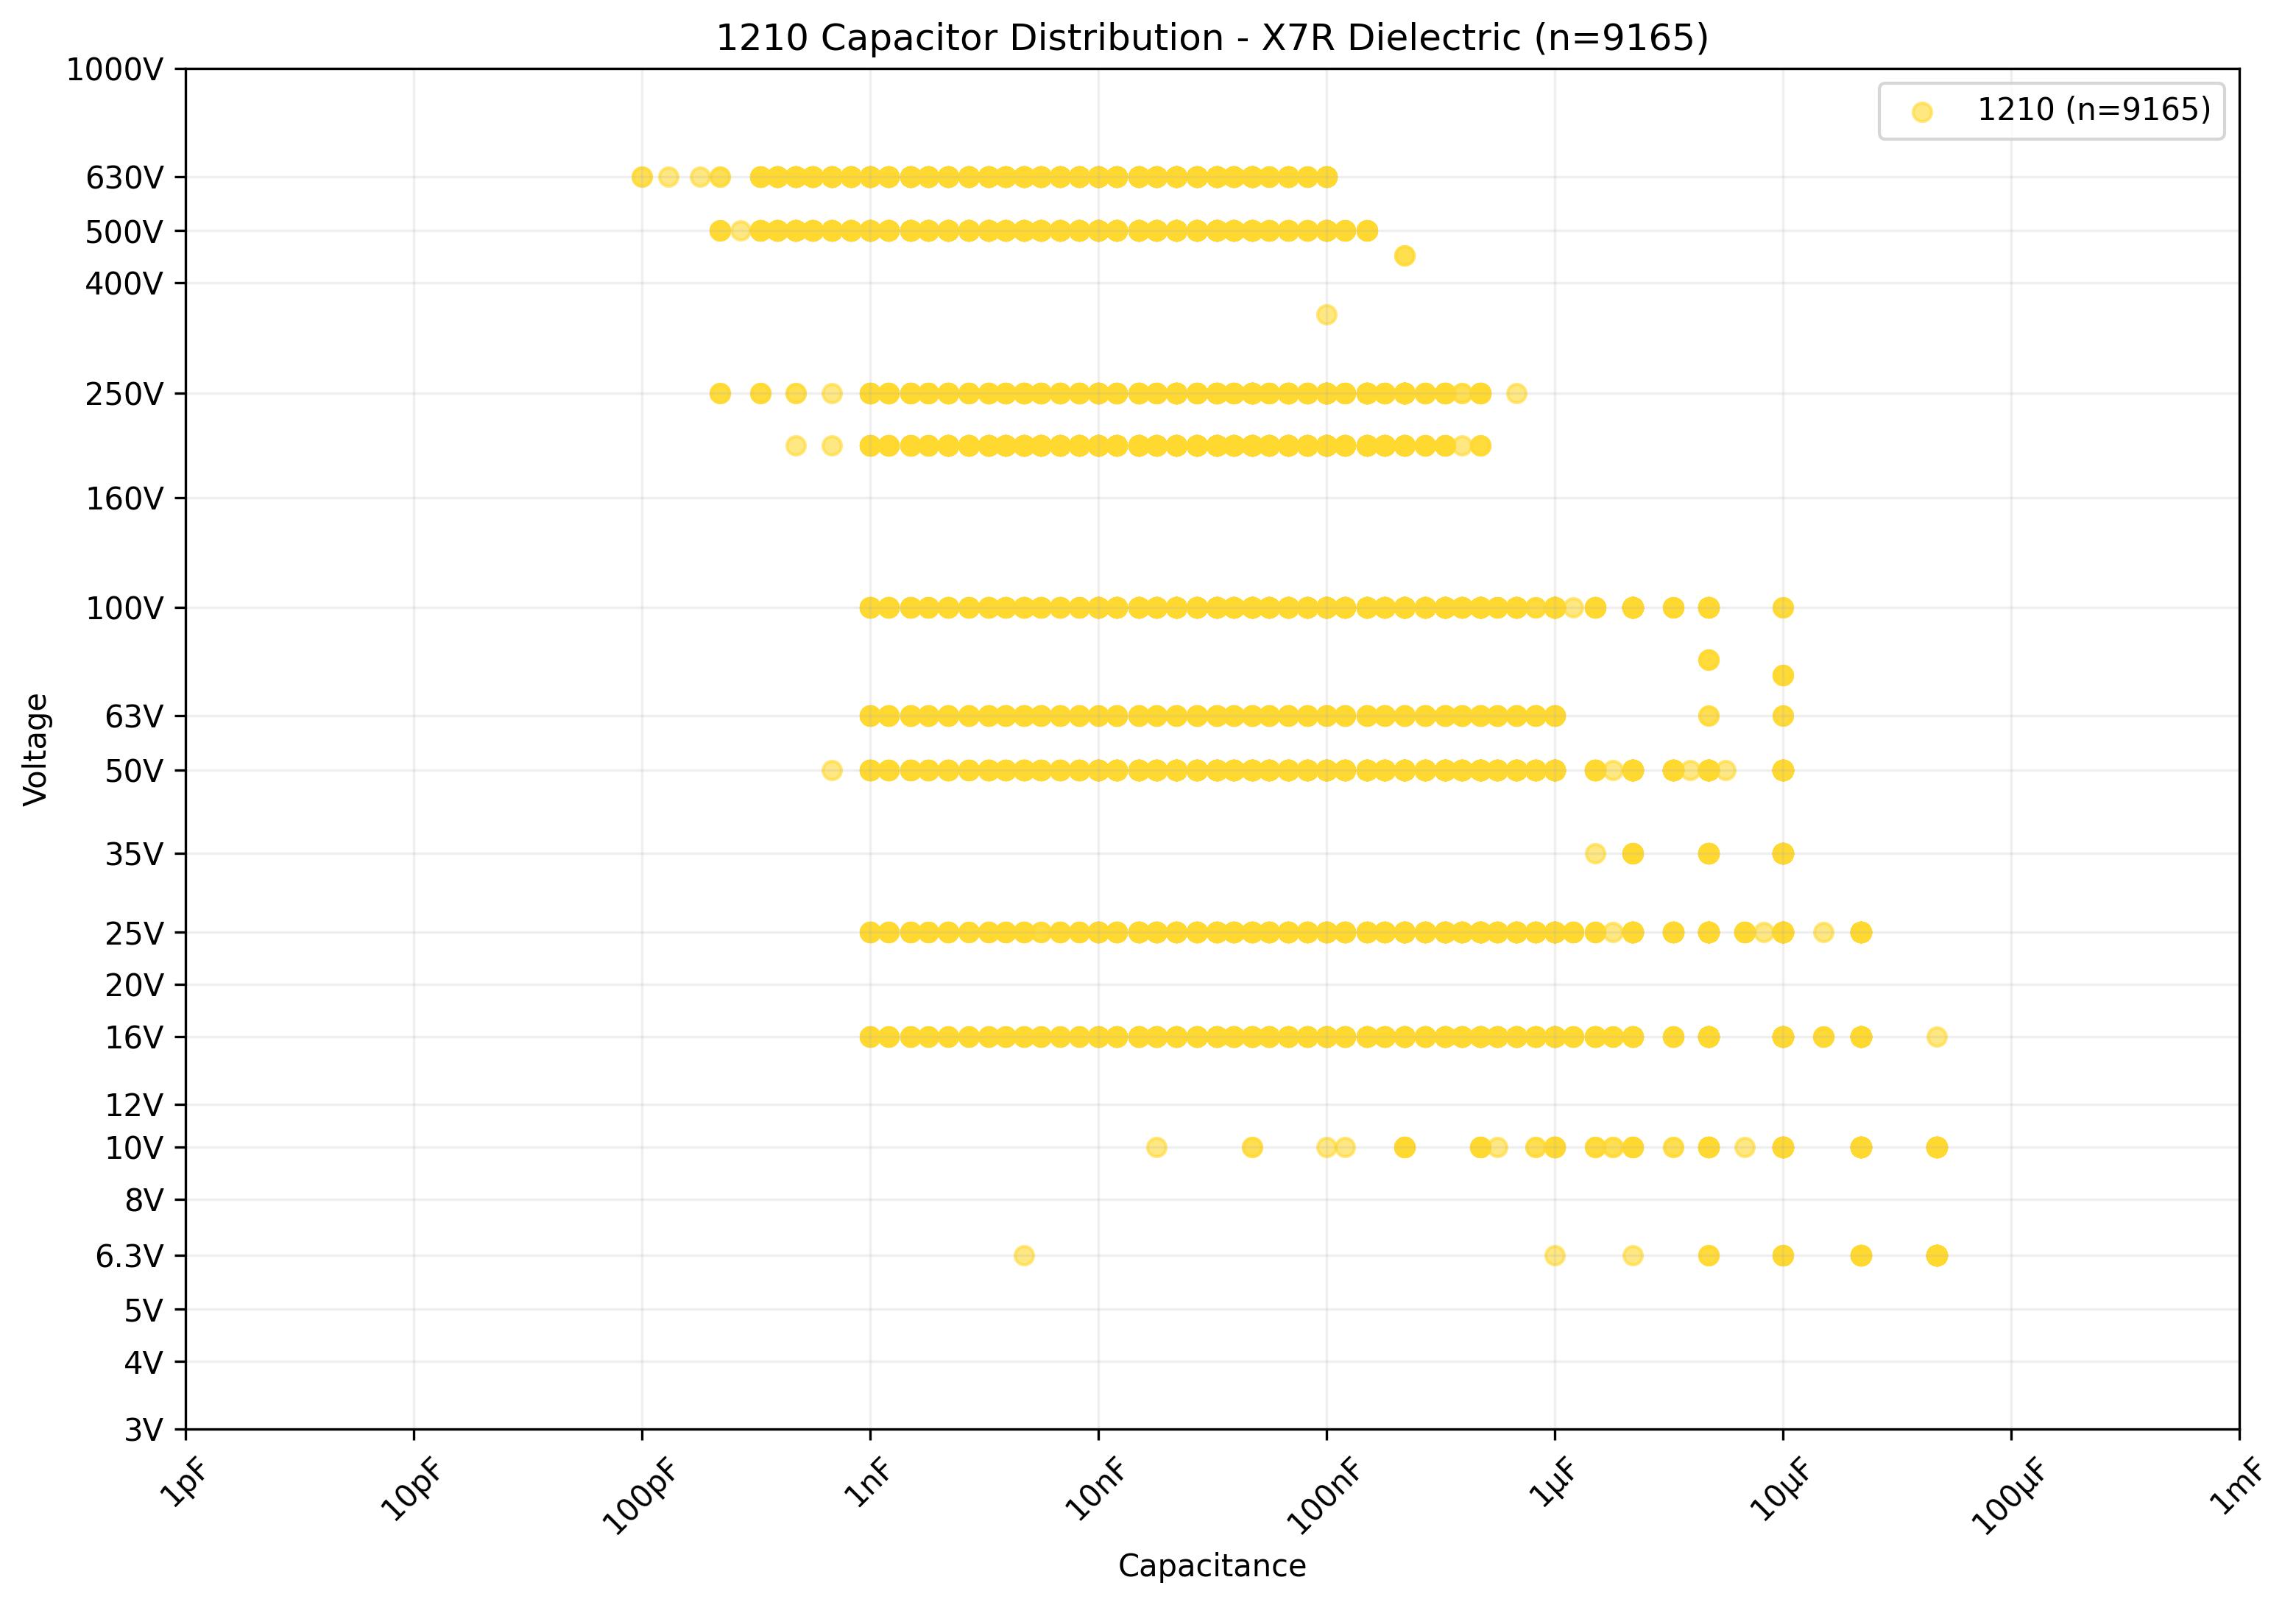 1210 Capacitor Distribution - X7R Dielectric (n=9165)
1210 (n=9165)
Voltage
1000V
630V
500V
400V
250V
160V
100V
63V
50V
35V
25V
20V
16V
12V
10V
8V
6.3V
5V
4V
3V
1pF
10pF
100pF
1nF
10nF
100nF
1μF
10μF
100μF
1mF
Capacitance